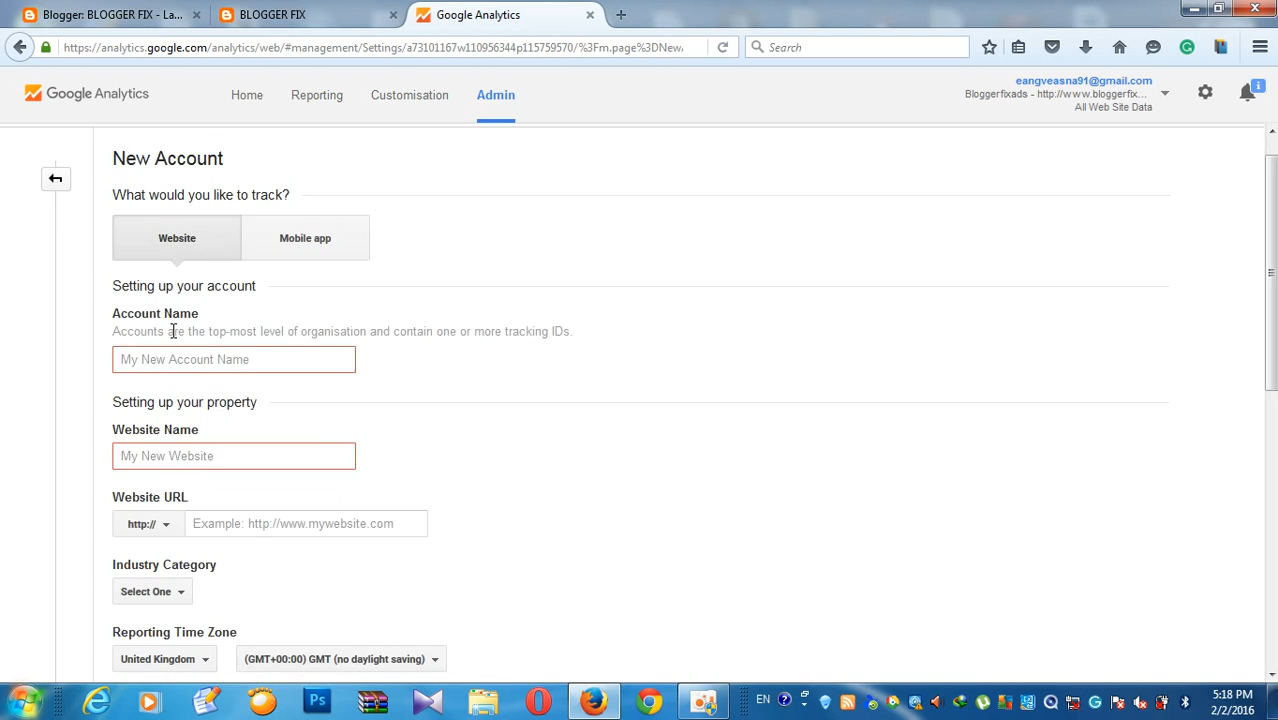 Blogger: BLOGGER FIX - La...
BLOGGER FIX
Google Analytics
https://analytics.google.com/analytics/web/#management/Settings/a73101167w110956344p115759570/%3Fm.page%3DNew/
Search
Google Analytics
Home
Reporting
Customisation
Admin
eangveasna91@gmail.com
Bloggerfixads - http://www.bloggerfix...
All Web Site Data
New Account
What would you like to track?
Website
Mobile app
Setting up your account
Account Name
Accounts are the top-most level of organisation and contain one or more tracking IDs.
My New Account Name
Setting up your property
Website Name
My New Website
Website URL
http://
Example: http://www.mywebsite.com
Industry Category
Select One
Reporting Time Zone
United Kingdom
(GMT+00:00) GMT (no daylight saving)
Ps
EN
5:18 PM
2/2/2016